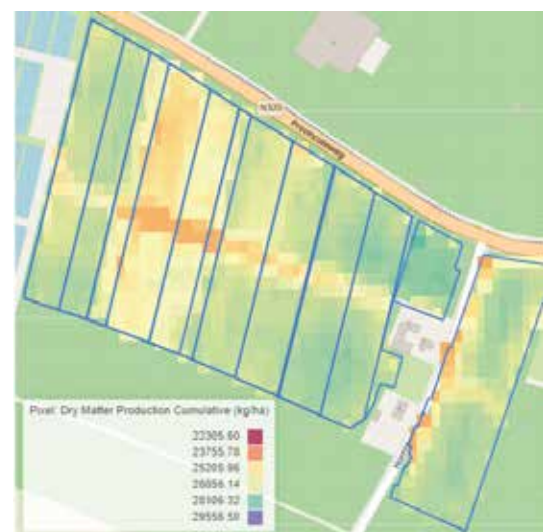 N320
Provincialeweg
Pixel: Dry Matter Production Cumulative (kg/ha)
22305.60
23755.78
25205.96
26656.14
28106.32
29556.50